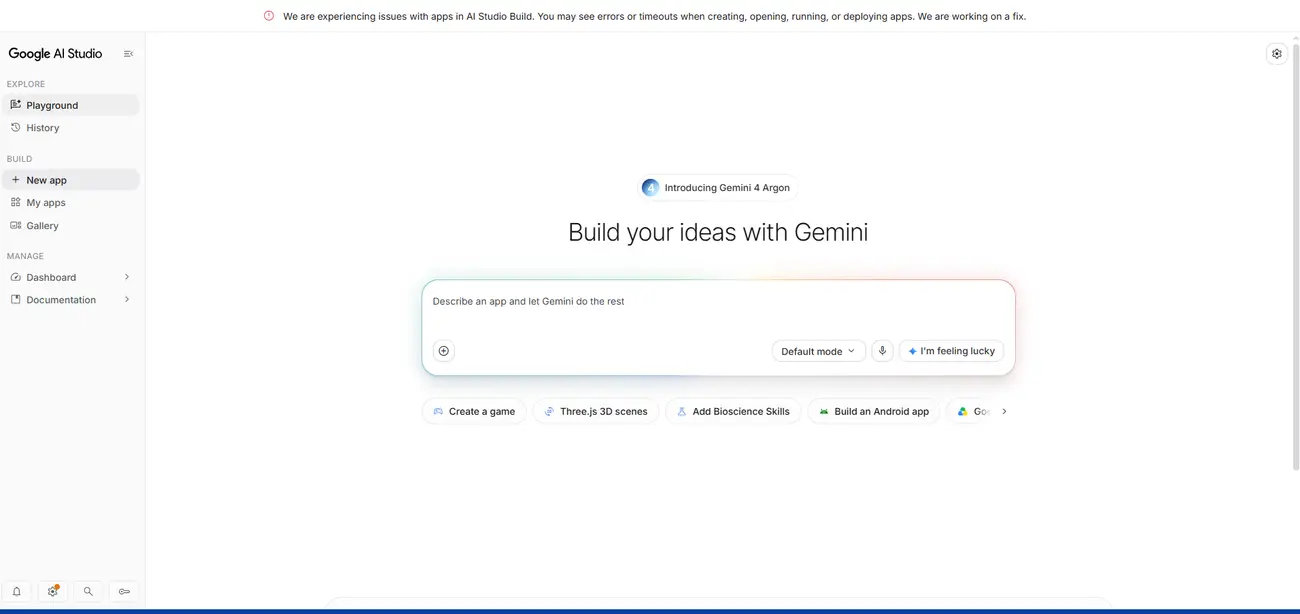 We are experiencing issues with apps in AI Studio Build. You may see errors or timeouts when creating, opening, running, or deploying apps. We are working on a fix.
Google AI Studio
EXPLORE
Playground
History
BUILD
New app
My apps
Gallery
MANAGE
Dashboard
Documentation
4 Introducing Gemini 4 Argon
Build your ideas with Gemini
Describe an app and let Gemini do the rest
Default mode
I'm feeling lucky
Create a game
Three.js 3D scenes
Add Bioscience Skills
Build an Android app